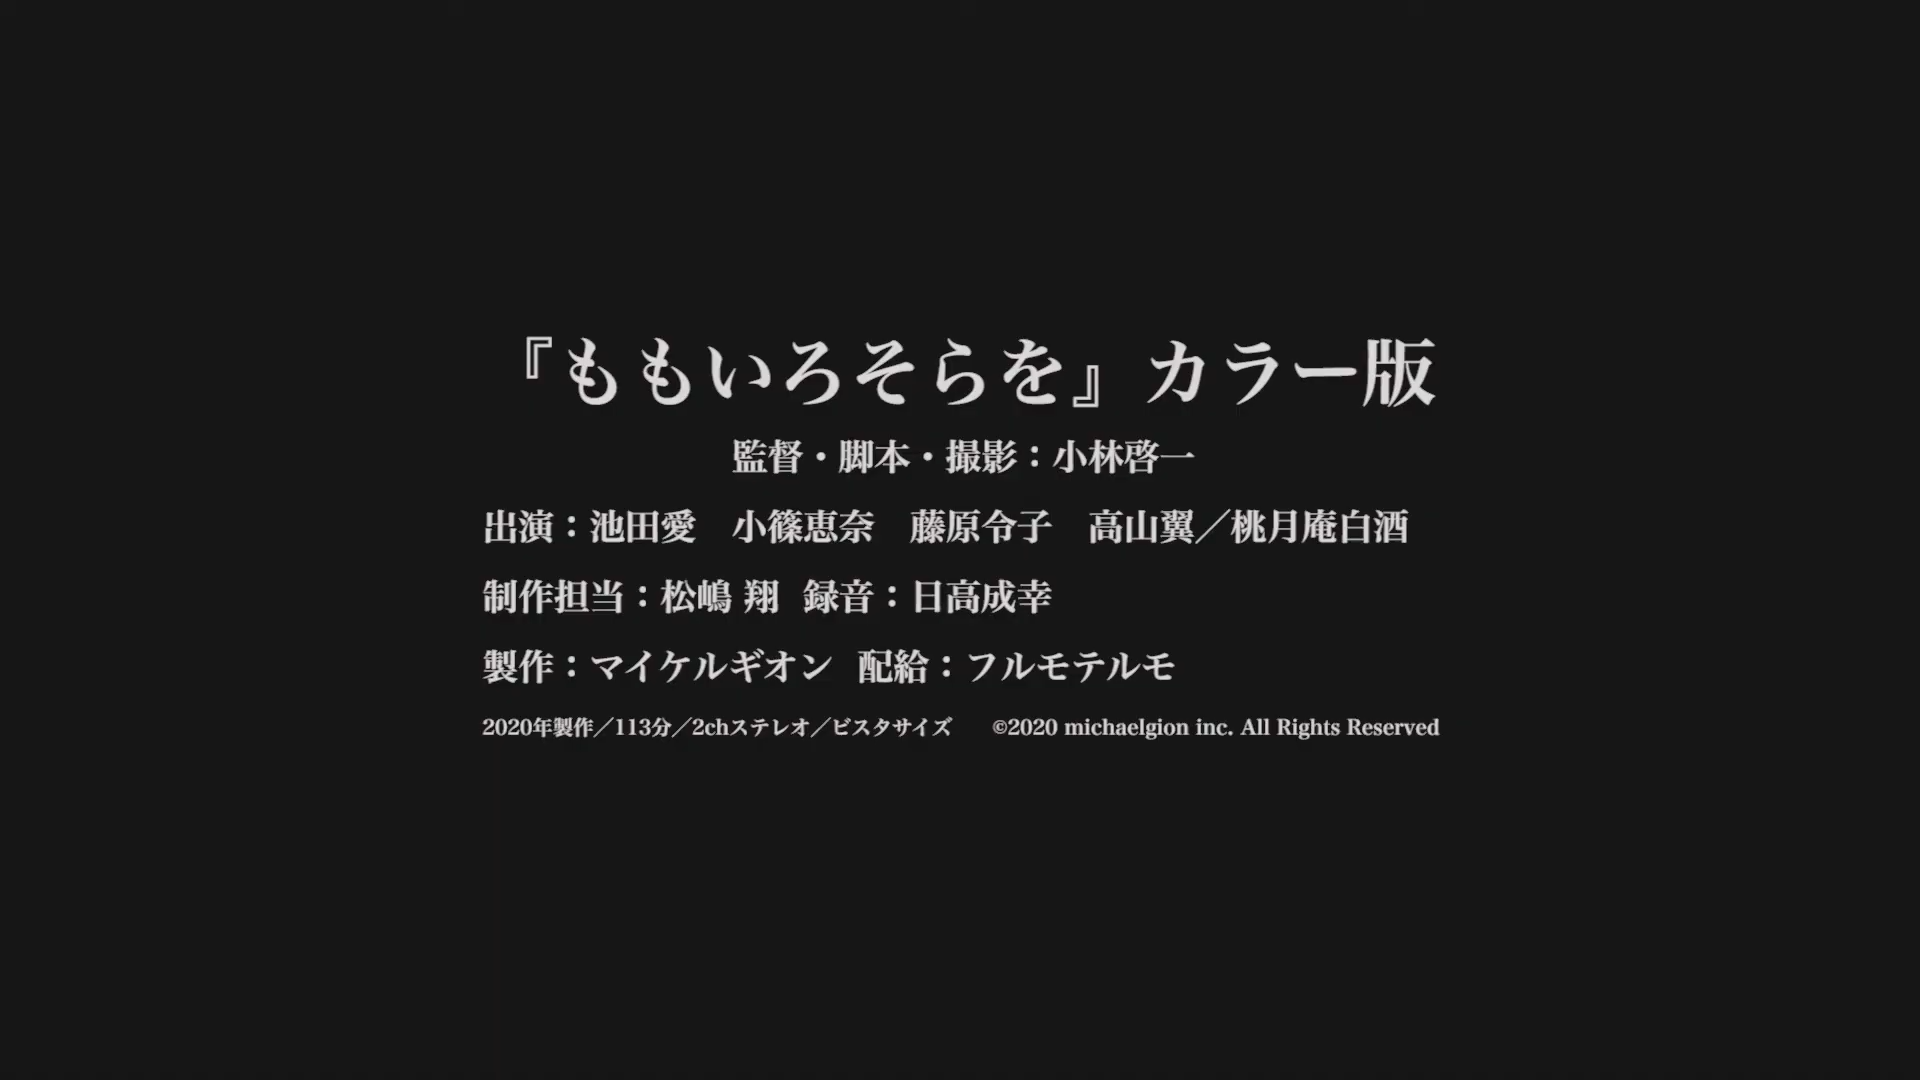 『ももいろそらを』カラー版
監督・脚本・撮影：小林啓一
出演：池田愛　小篠恵奈　藤原令子　高山翼／桃月庵白酒
制作担当：松嶋 翔 録音：日高成幸
製作：マイケルギオン 配給：フルモテルモ
2020年製作／113分／2chステレオ／ビスタサイズ　©2020 michaelgion inc. All Rights Reserved